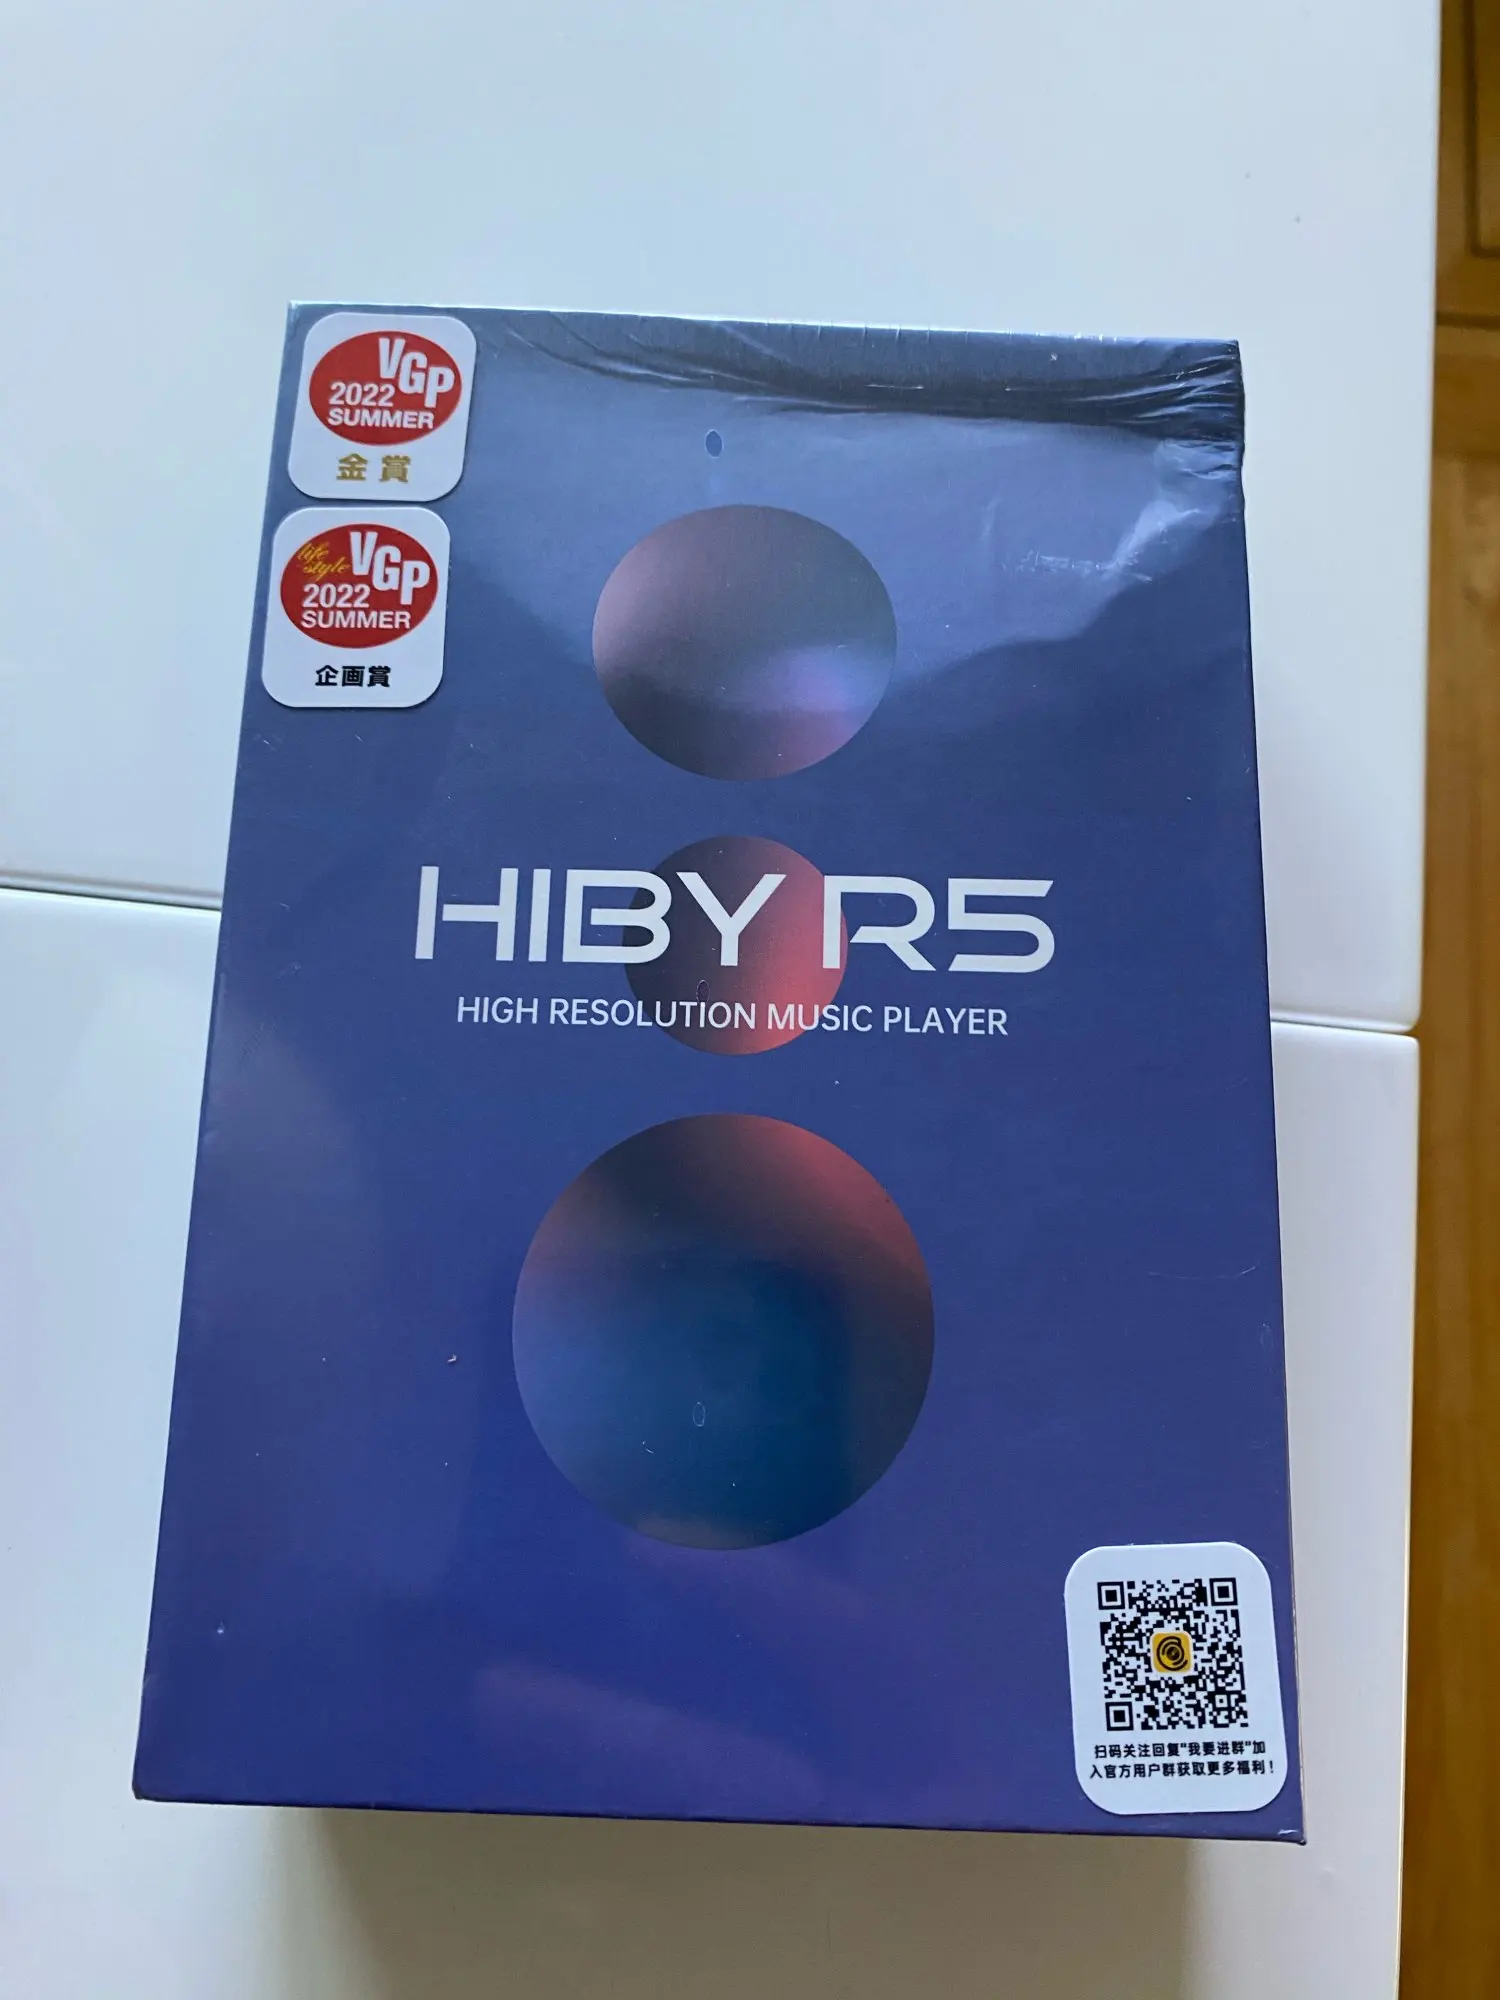 VGP
2022
SUMMER
金賞
life
style
VGP
2022
SUMMER
企画賞
HIBY R5
HIGH RESOLUTION MUSIC PLAYER
扫码关注回复"我要进群"加
入官方用户群获取更多福利！